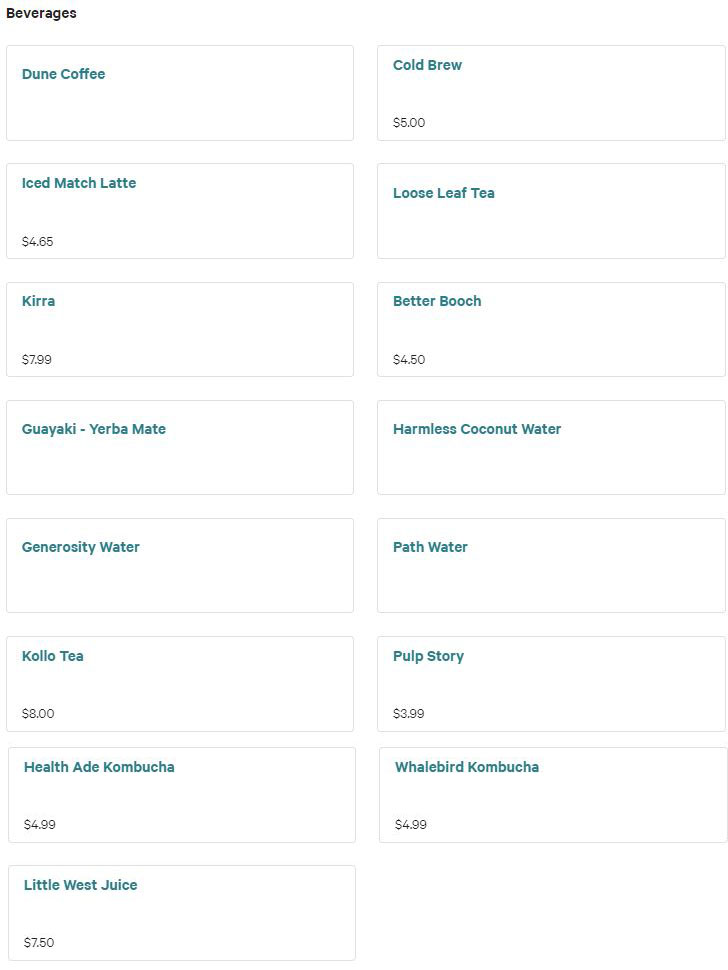 Beverages
Dune Coffee
Cold Brew
$5.00
Iced Match Latte
$4.65
Loose Leaf Tea
Kirra
$7.99
Better Booch
$4.50
Guayaki - Yerba Mate
Harmless Coconut Water
Generosity Water
Path Water
Kollo Tea
$8.00
Pulp Story
$3.99
Health Ade Kombucha
$4.99
Whalebird Kombucha
$4.99
Little West Juice
$7.50